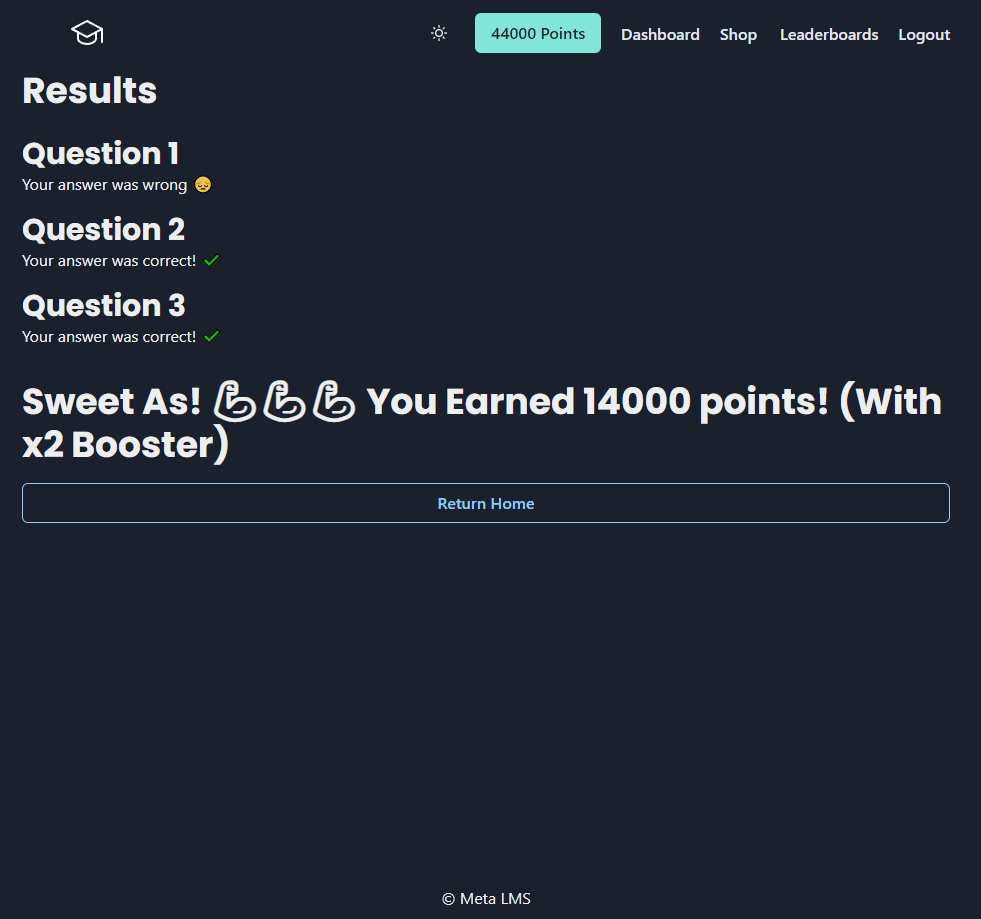 44000 Points Dashboard Shop Leaderboards Logout
Results
Question 1
Your answer was wrong 😔
Question 2
Your answer was correct! ✔
Question 3
Your answer was correct! ✔
Sweet As! 💪💪💪 You Earned 14000 points! (With
x2 Booster)
Return Home
© Meta LMS